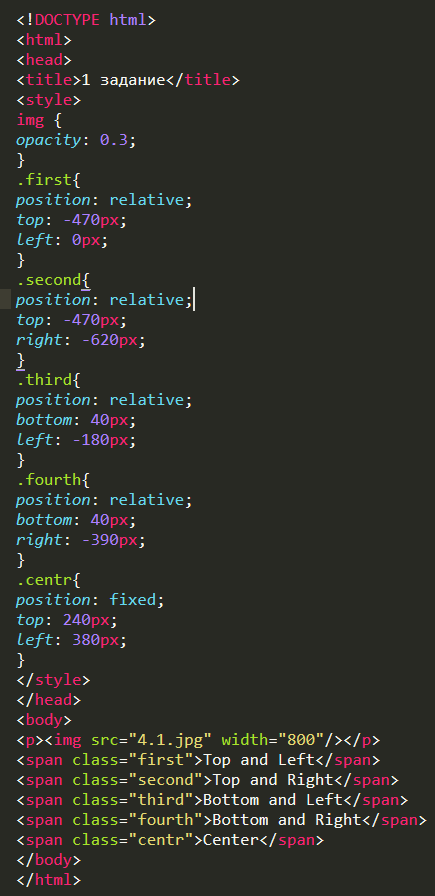 <!DOCTYPE html>
<html>
<head>
<title>1 задание</title>
<style>
img {
opacity: 0.3;
}
.first{
position: relative;
top: -470px;
left: 0px;
}
.second{
position: relative;
top: -470px;
right: -620px;
}
.third{
position: relative;
bottom: 40px;
left: -180px;
}
.fourth{
position: relative;
bottom: 40px;
right: -390px;
}
.centr{
position: fixed;
top: 240px;
left: 380px;
}
</style>
</head>
<body>
<p><img src="4.1.jpg" width="800"/></p>
<span class="first">Top and Left</span>
<span class="second">Top and Right</span>
<span class="third">Bottom and Left</span>
<span class="fourth">Bottom and Right</span>
<span class="centr">Center</span>
</body>
</html>